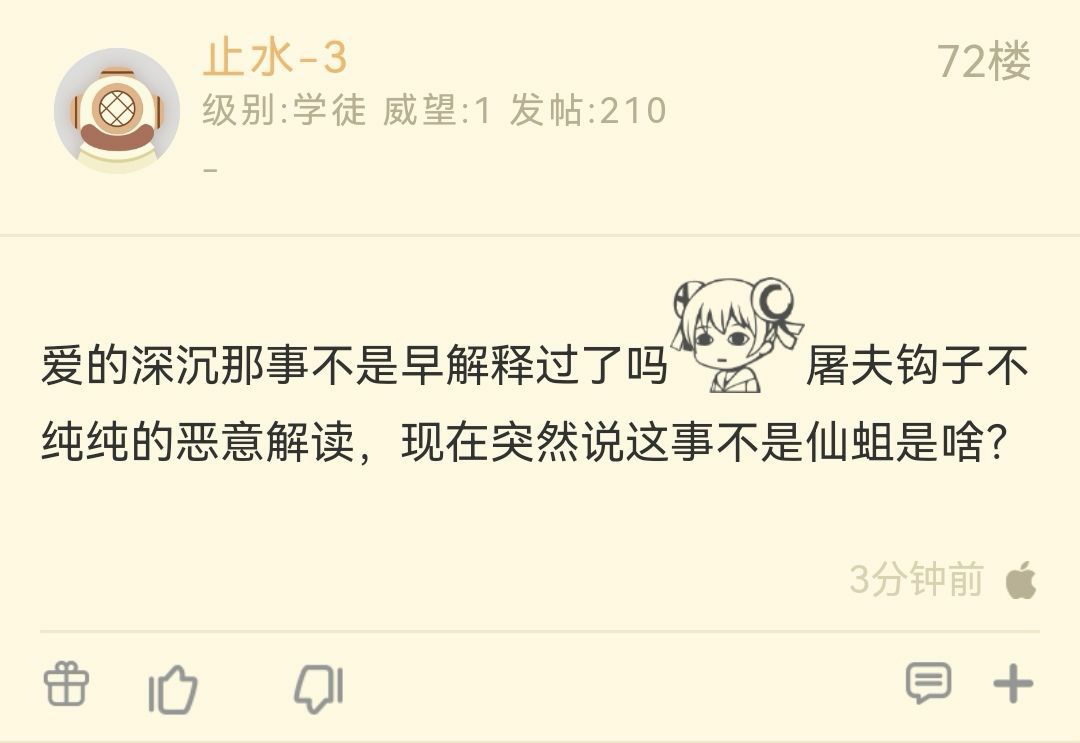 止水-3
72楼
级别:学徒 威望:1 发帖:210
-
爱的深沉那事不是早解释过了吗 屠夫钩子不
纯纯的恶意解读，现在突然说这事不是仙蛆是啥？
3分钟前